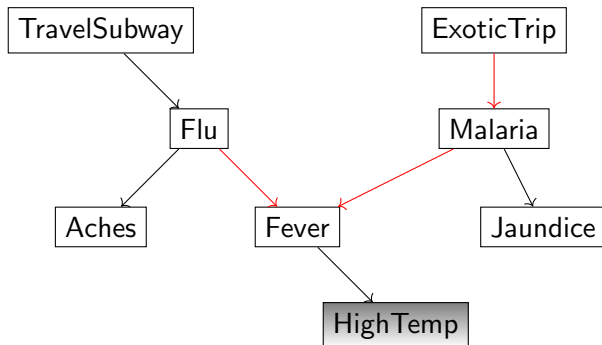 TravelSubway
ExoticTrip
Flu
Malaria
Aches
Fever
Jaundice
HighTemp